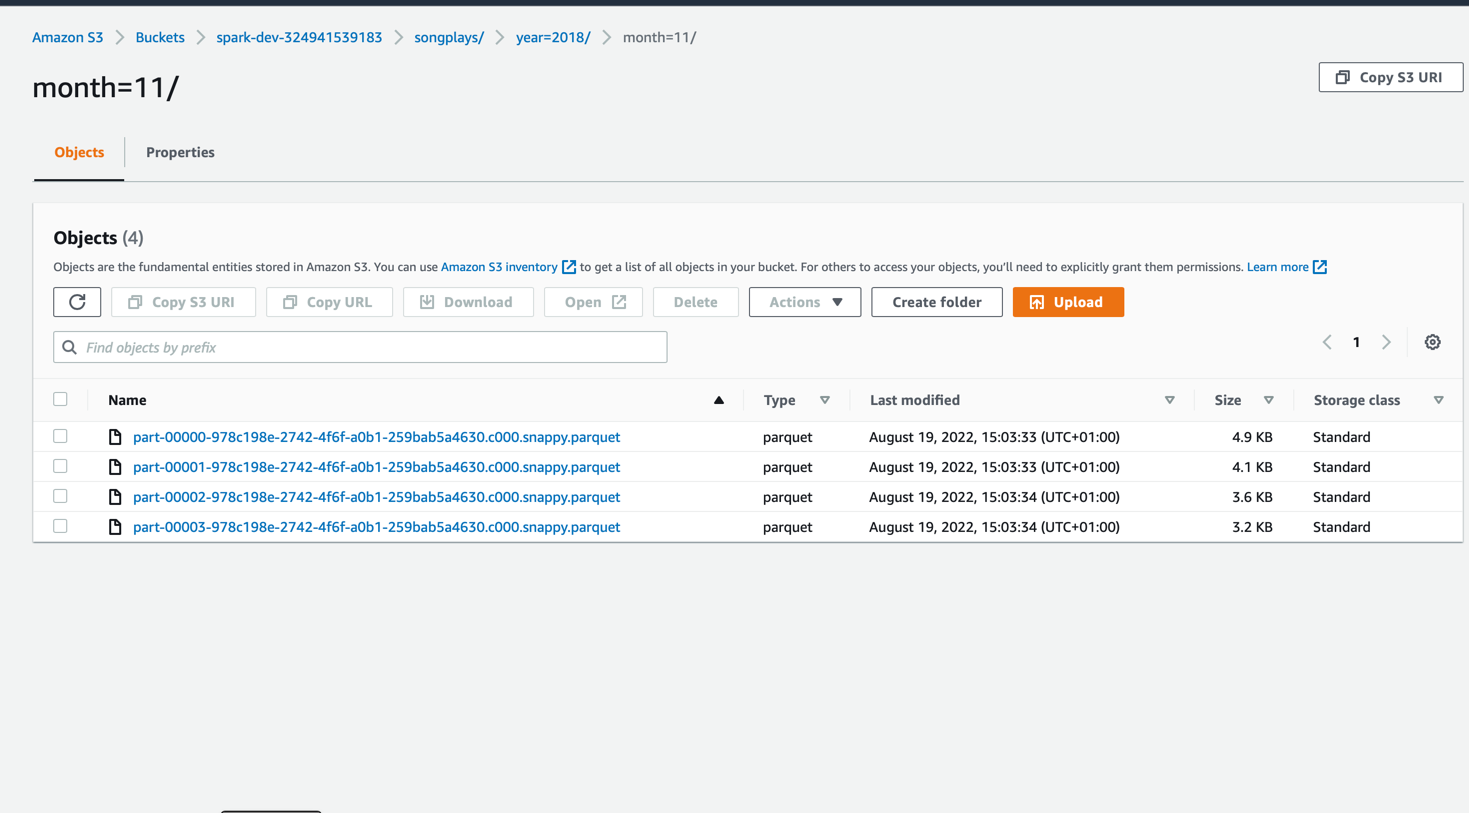 Amazon S3 Buckets spark-dev-324941539183 songplays/ year=2018/ month=11/
month=11/
Copy S3 URI
Objects Properties
Objects (4)
Objects are the fundamental entities stored in Amazon S3. You can use Amazon S3 inventory to get a list of all objects in your bucket. For others to access your objects, you'll need to explicitly grant them permissions. Learn more
Copy S3 URI Copy URL Download Open Delete Actions Create folder Upload
Find objects by prefix
1
Name Type Last modified Size Storage class
part-00000-978c198e-2742-4f6f-a0b1-259bab5a4630.c000.snappy.parquet parquet August 19, 2022, 15:03:33 (UTC+01:00) 4.9 KB Standard
part-00001-978c198e-2742-4f6f-a0b1-259bab5a4630.c000.snappy.parquet parquet August 19, 2022, 15:03:33 (UTC+01:00) 4.1 KB Standard
part-00002-978c198e-2742-4f6f-a0b1-259bab5a4630.c000.snappy.parquet parquet August 19, 2022, 15:03:34 (UTC+01:00) 3.6 KB Standard
part-00003-978c198e-2742-4f6f-a0b1-259bab5a4630.c000.snappy.parquet parquet August 19, 2022, 15:03:34 (UTC+01:00) 3.2 KB Standard